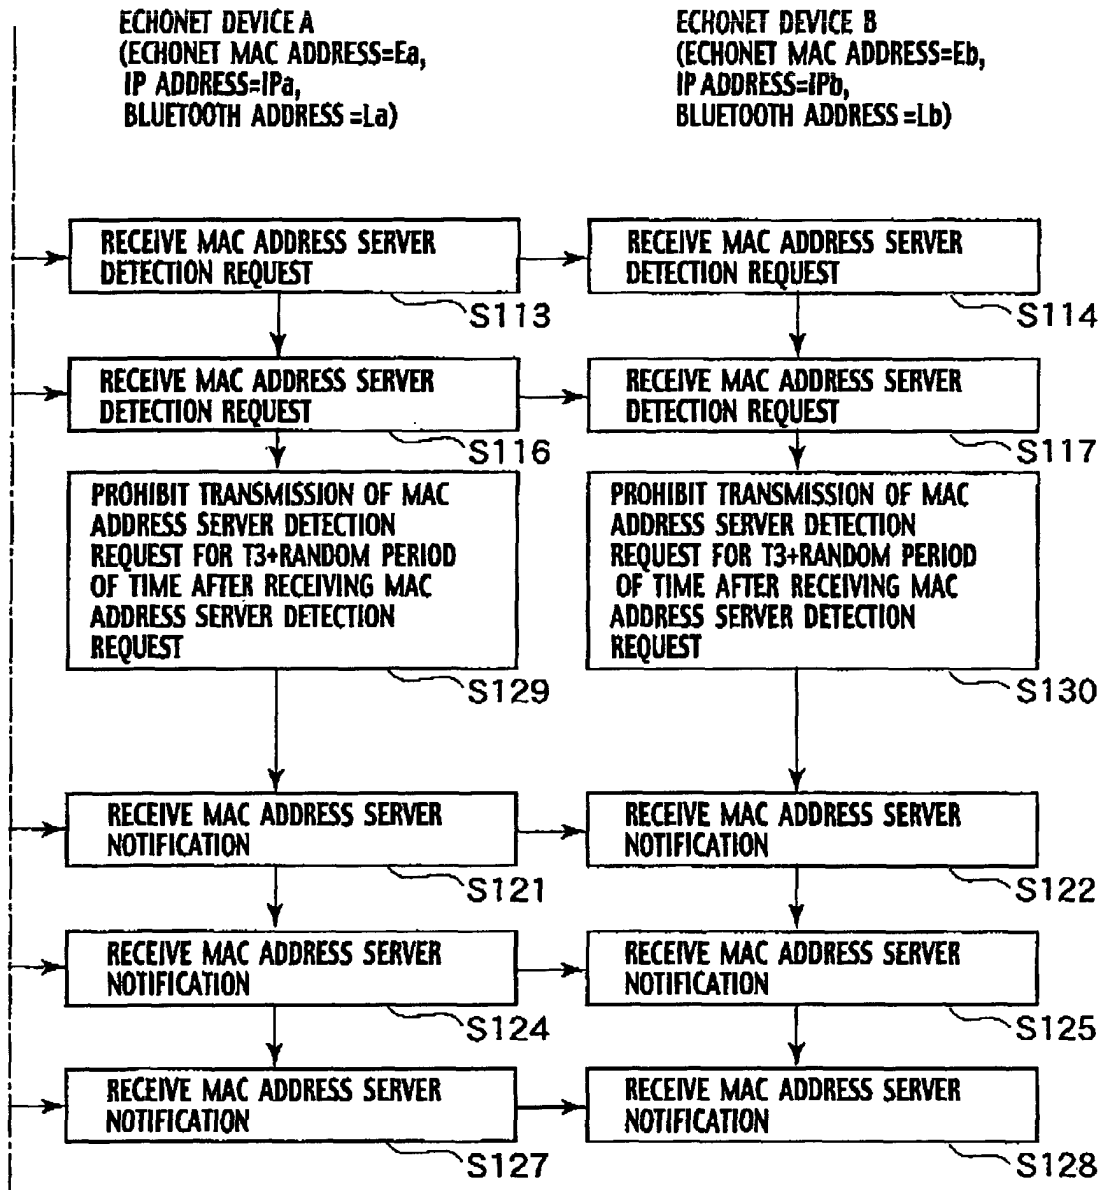 ECHONET DEVICE A
(ECHONET MAC ADDRESS=Ea,
IP ADDRESS=IPa,
BLUETOOTH ADDRESS=La)
ECHONET DEVICE B
(ECHONET MAC ADDRESS=Eb,
IP ADDRESS=IPb,
BLUETOOTH ADDRESS=Lb)
RECEIVE MAC ADDRESS SERVER
DETECTION REQUEST
S113
RECEIVE MAC ADDRESS SERVER
DETECTION REQUEST
S114
RECEIVE MAC ADDRESS SERVER
DETECTION REQUEST
S116
RECEIVE MAC ADDRESS SERVER
DETECTION REQUEST
S117
PROHIBIT TRANSMISSION OF MAC
ADDRESS SERVER DETECTION
REQUEST FOR T3+RANDOM PERIOD
OF TIME AFTER RECEIVING MAC
ADDRESS SERVER DETECTION
REQUEST
S129
PROHIBIT TRANSMISSION OF MAC
ADDRESS SERVER DETECTION
REQUEST FOR T3+RANDOM PERIOD
OF TIME AFTER RECEIVING MAC
ADDRESS SERVER DETECTION
REQUEST
S130
RECEIVE MAC ADDRESS SERVER
NOTIFICATION
S121
RECEIVE MAC ADDRESS SERVER
NOTIFICATION
S122
RECEIVE MAC ADDRESS SERVER
NOTIFICATION
S124
RECEIVE MAC ADDRESS SERVER
NOTIFICATION
S125
RECEIVE MAC ADDRESS SERVER
NOTIFICATION
S127
RECEIVE MAC ADDRESS SERVER
NOTIFICATION
S128